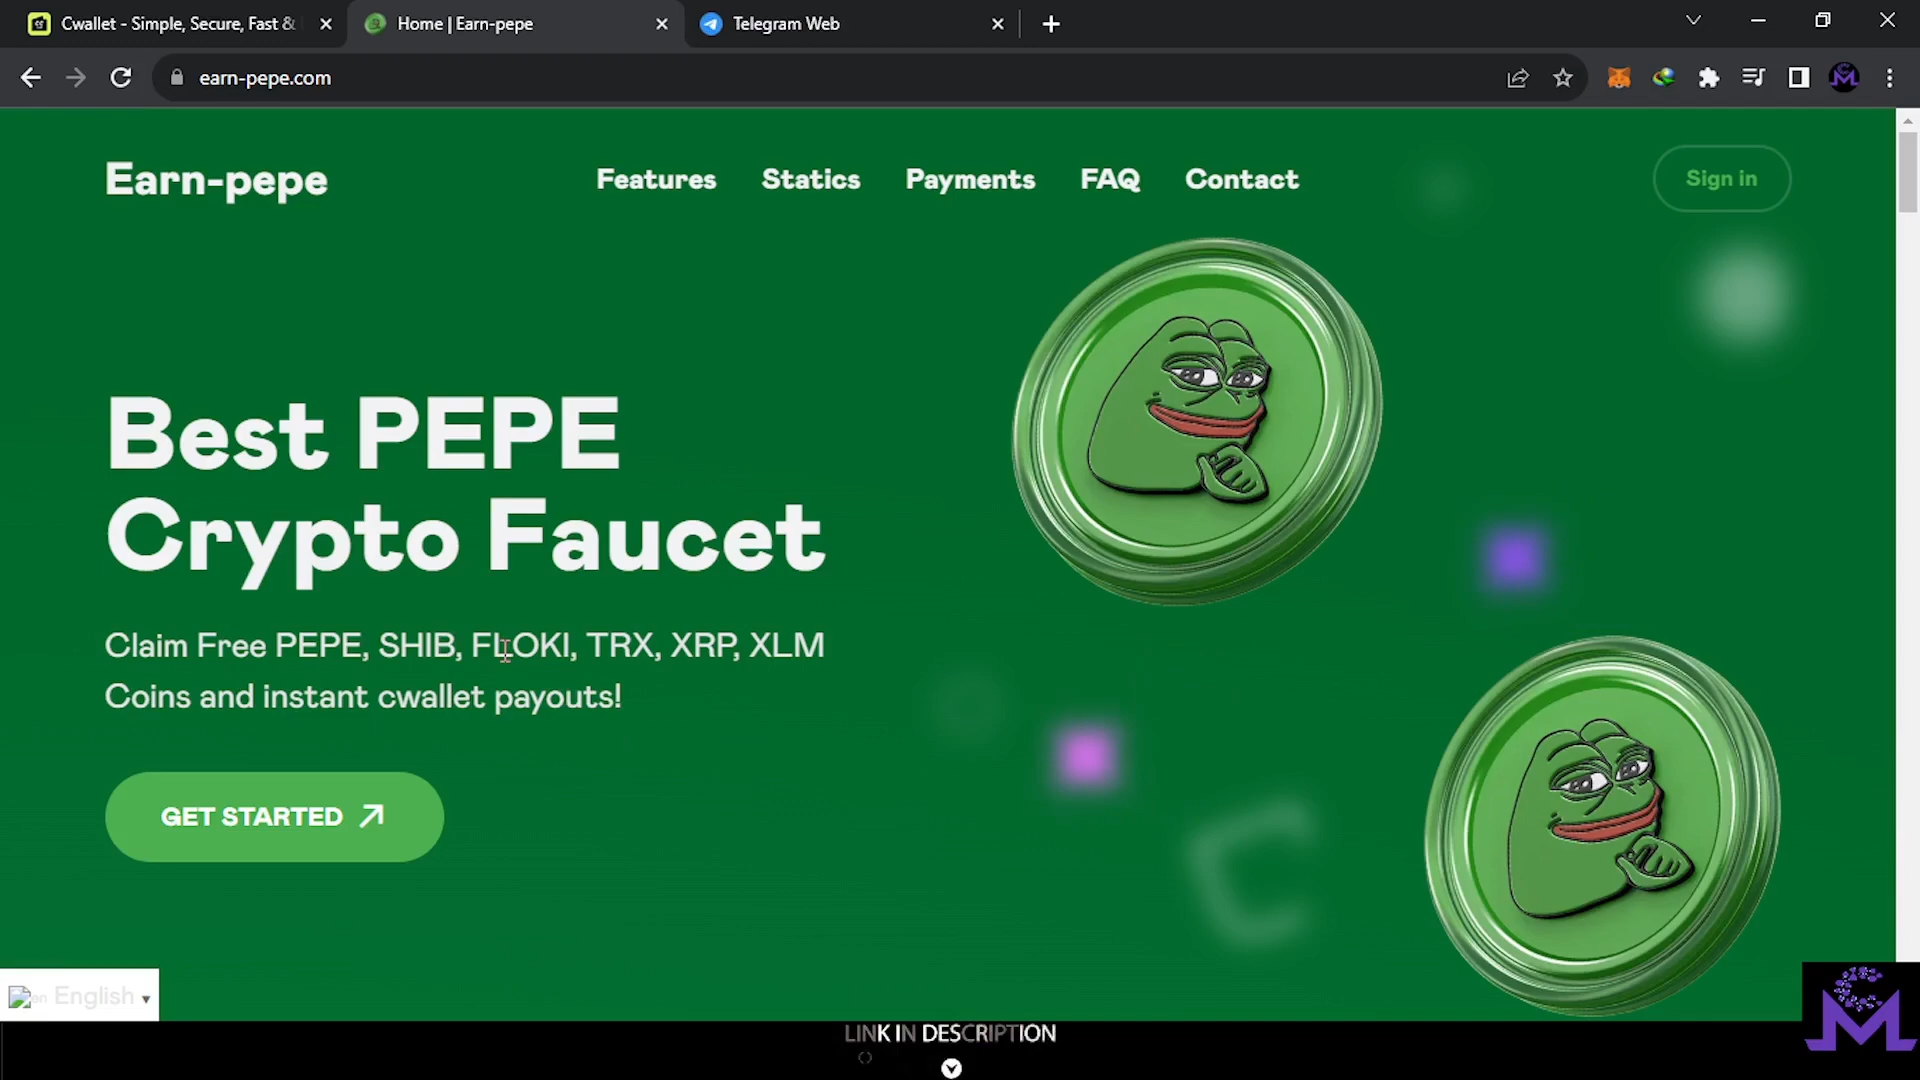 Cwallet - Simple, Secure, Fast &
Home | Earn-pepe
Telegram Web
earn-pepe.com
Earn-pepe
Features
Statics
Payments
FAQ
Contact
Sign in
Best PEPE
Crypto Faucet
Claim Free PEPE, SHIB, FLOKI, TRX, XRP, XLM
Coins and instant cwallet payouts!
GET STARTED
en English
LINK IN DESCRIPTION